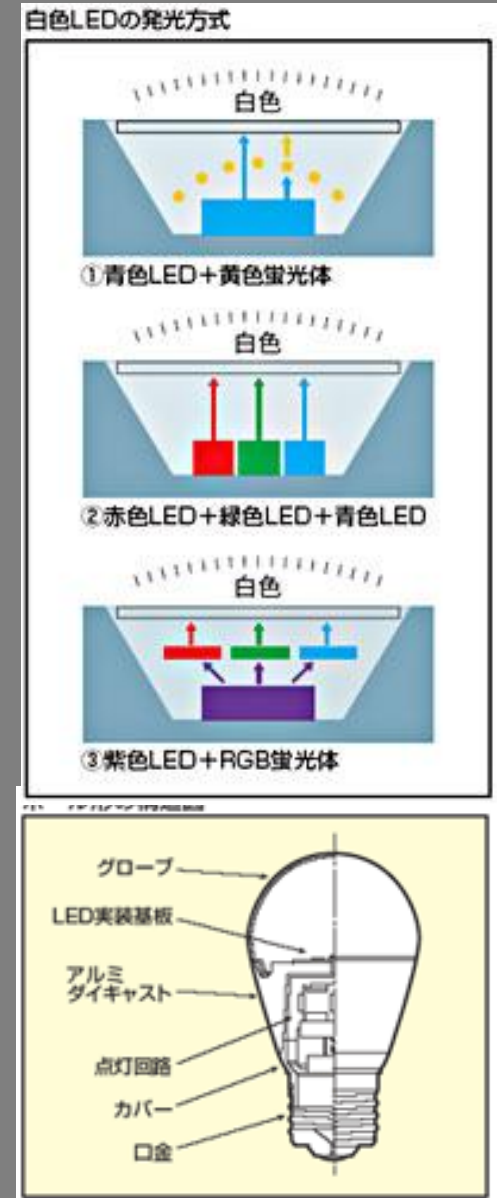 白色LEDの発光方式
白色
①青色LED＋黄色蛍光体
白色
②赤色LED＋緑色LED＋青色LED
白色
③紫色LED＋RGB蛍光体
グローブ
LED実装基板
アルミ
ダイキャスト
点灯回路
カバー
口金